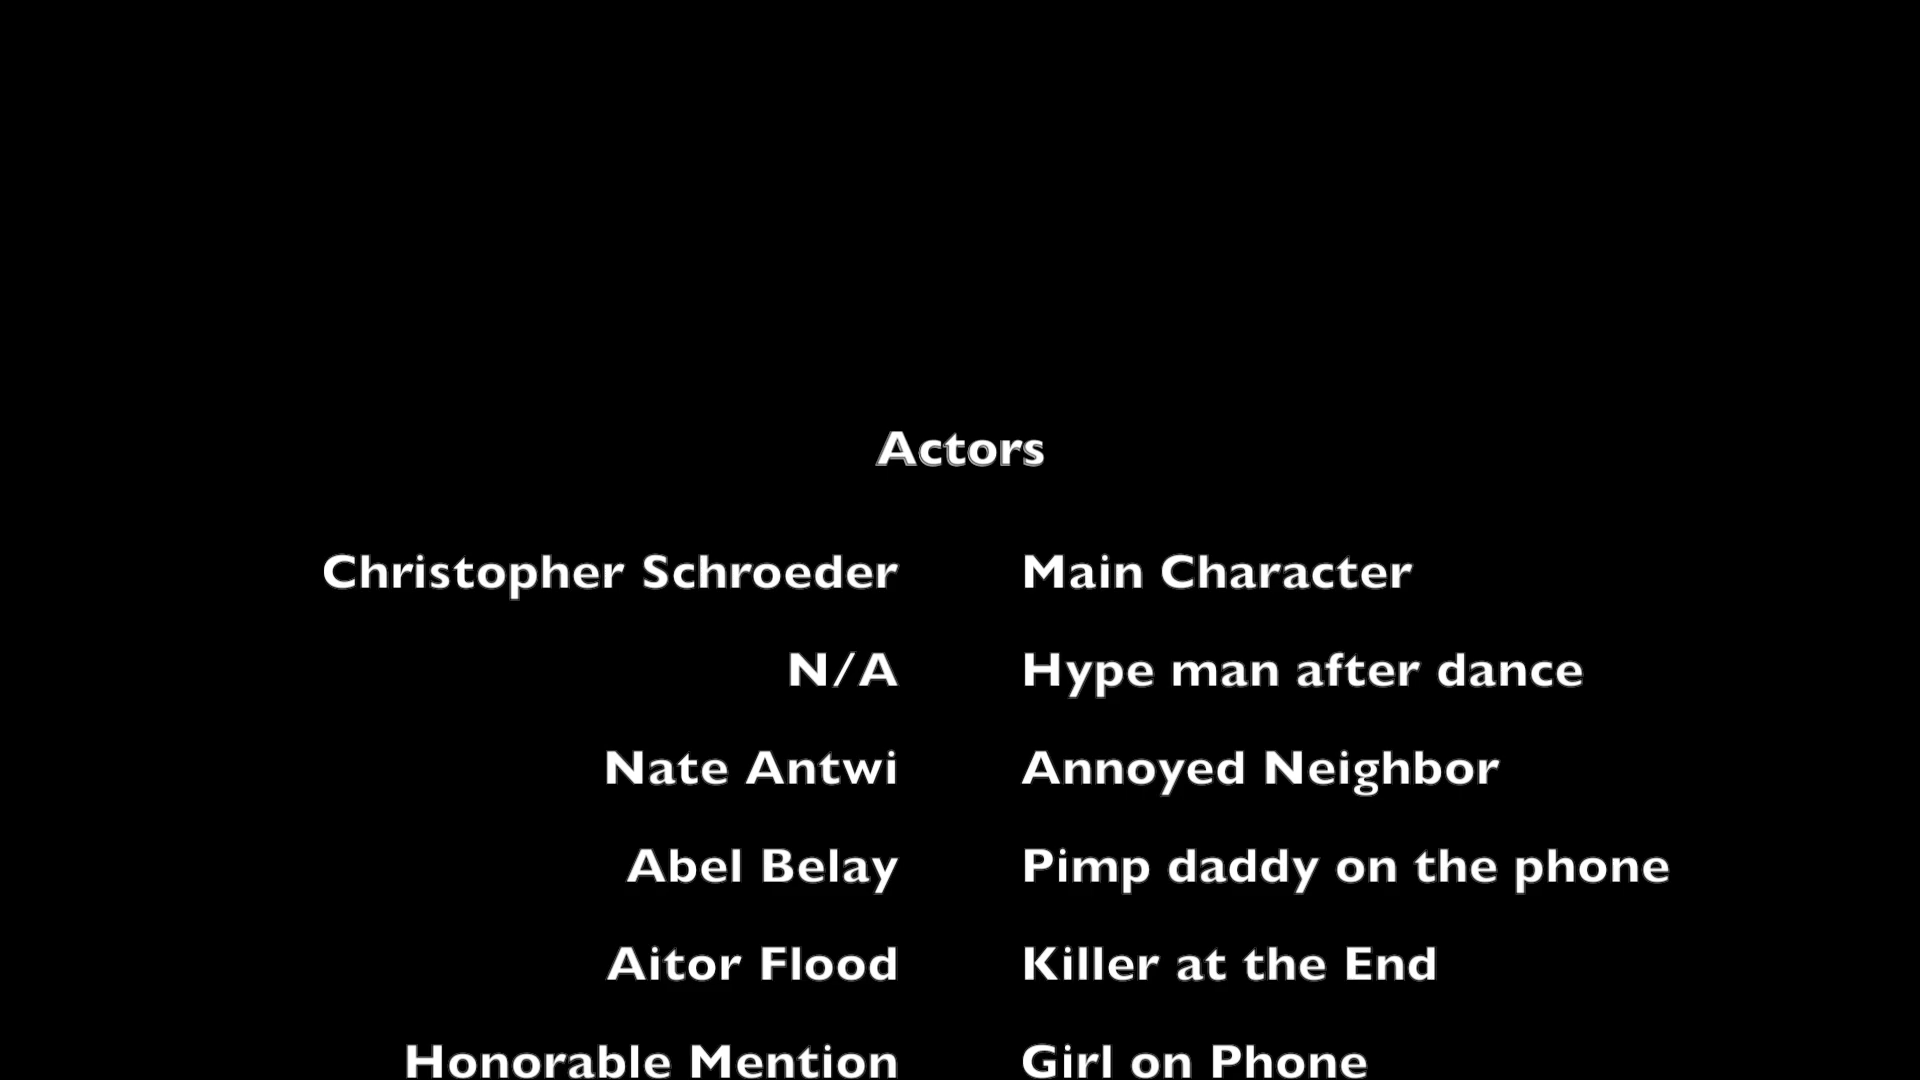 Actors
Christopher Schroeder Main Character
N/A Hype man after dance
Nate Antwi Annoyed Neighbor
Abel Belay Pimp daddy on the phone
Aitor Flood Killer at the End
Honorable Mention Girl on Phone